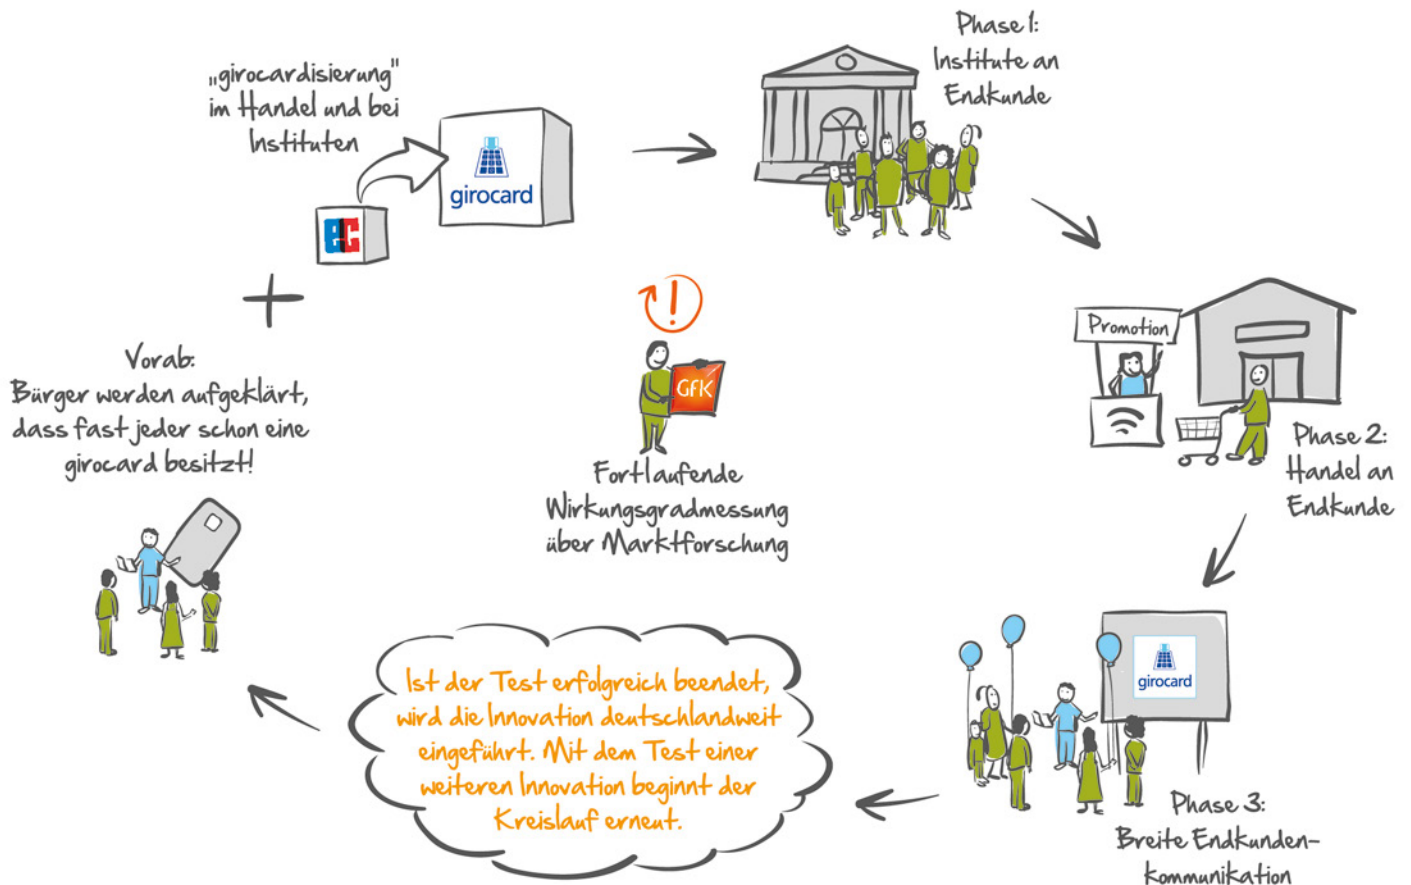 „girocardisierung"
im Handel und bei
Instituten
ec
girocard
Phase 1:
Institute an
Endkunde
Promotion
Phase 2:
Handel an
Endkunde
girocard
Phase 3:
Breite Endkunden-
kommunikation
Ist der Test erfolgreich beendet,
wird die Innovation deutschlandweit
eingeführt. Mit dem Test einer
weiteren Innovation beginnt der
Kreislauf erneut.
Vorab:
Bürger werden aufgeklärt,
dass fast jeder schon eine
girocard besitzt!
+
!
GfK
Fortlaufende
Wirkungsgradmessung
über Marktforschung